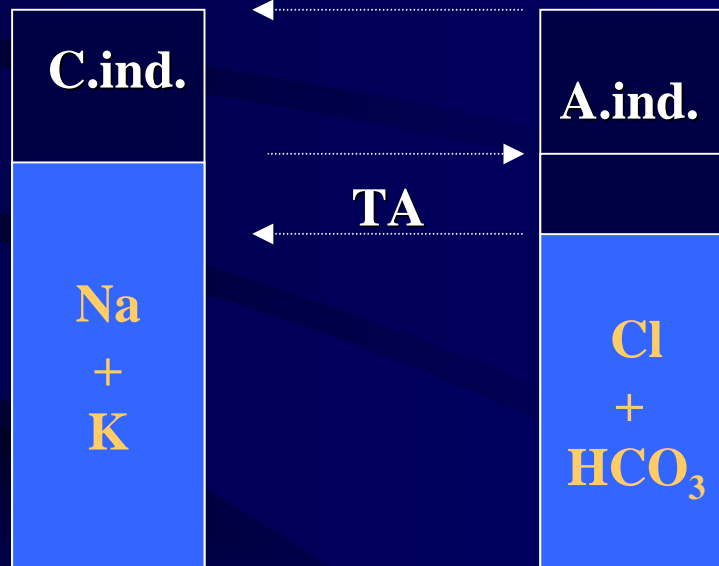 C.ind.
Na
+
K
TA
A.ind.
Cl
+
HCO₃